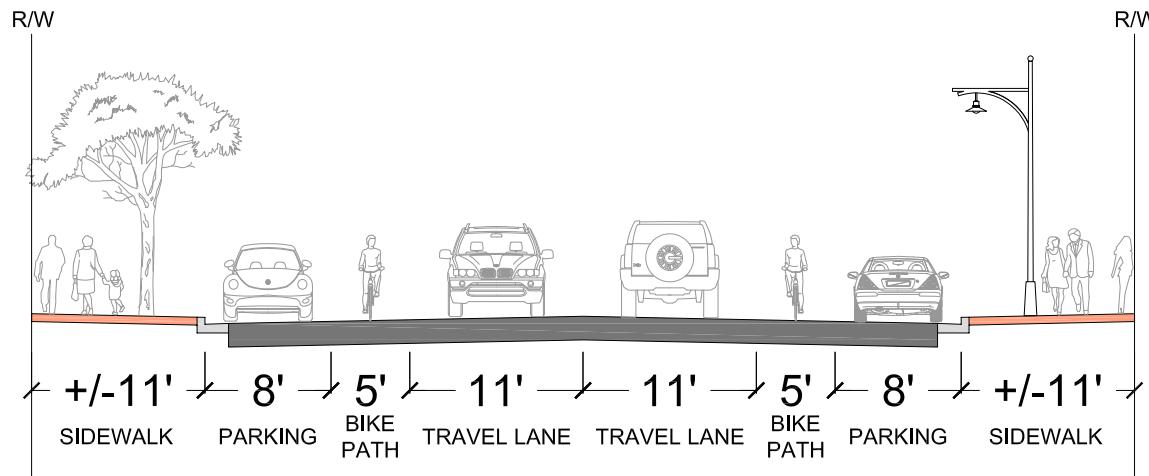 R/W R/W
+/-11' 8' 5' 11' 11' 5' 8' +/-11'
SIDEWALK PARKING BIKE PATH TRAVEL LANE TRAVEL LANE BIKE PATH PARKING SIDEWALK